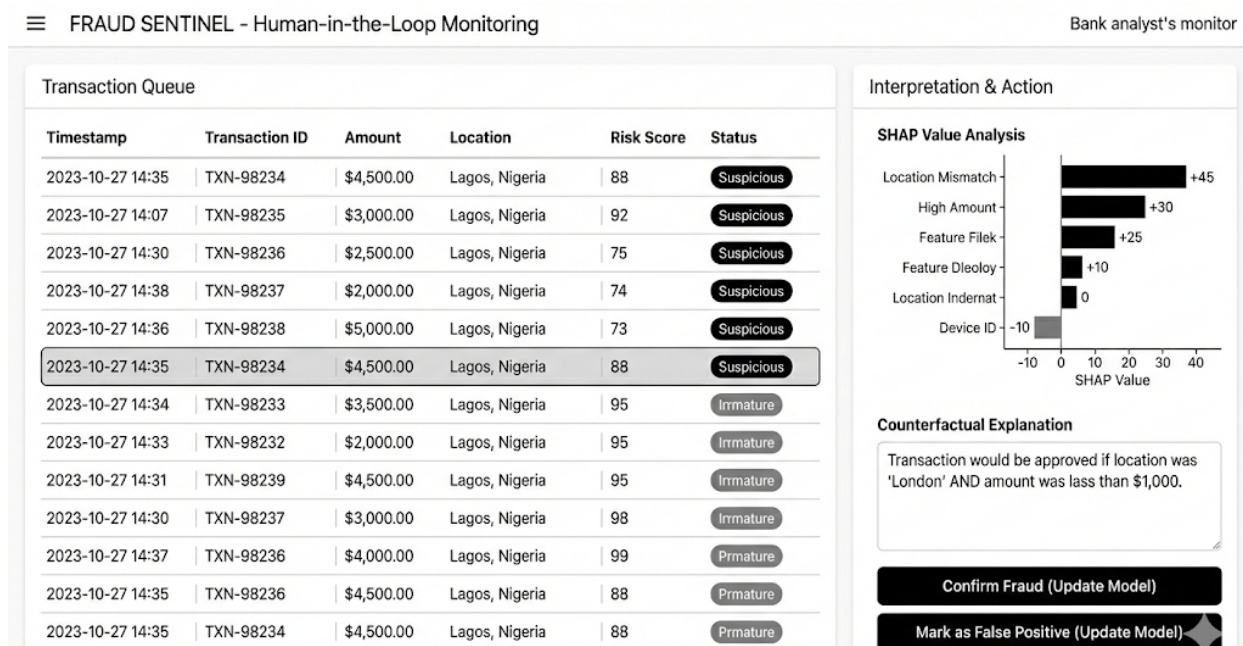 FRAUD SENTINEL - Human-in-the-Loop Monitoring
Bank analyst's monitor
Transaction Queue
Timestamp Transaction ID Amount Location Risk Score Status
2023-10-27 14:35 TXN-98234 $4,500.00 Lagos, Nigeria 88 Suspicious
2023-10-27 14:07 TXN-98235 $3,000.00 Lagos, Nigeria 92 Suspicious
2023-10-27 14:30 TXN-98236 $2,500.00 Lagos, Nigeria 75 Suspicious
2023-10-27 14:38 TXN-98237 $2,000.00 Lagos, Nigeria 74 Suspicious
2023-10-27 14:36 TXN-98238 $5,000.00 Lagos, Nigeria 73 Suspicious
2023-10-27 14:35 TXN-98234 $4,500.00 Lagos, Nigeria 88 Suspicious
2023-10-27 14:34 TXN-98233 $3,500.00 Lagos, Nigeria 95 Irmature
2023-10-27 14:33 TXN-98232 $2,000.00 Lagos, Nigeria 95 Irmature
2023-10-27 14:31 TXN-98239 $4,500.00 Lagos, Nigeria 95 Irmature
2023-10-27 14:30 TXN-98237 $3,000.00 Lagos, Nigeria 98 Irmature
2023-10-27 14:37 TXN-98236 $4,000.00 Lagos, Nigeria 99 Prmature
2023-10-27 14:35 TXN-98236 $4,500.00 Lagos, Nigeria 88 Prmature
2023-10-27 14:35 TXN-98234 $4,500.00 Lagos, Nigeria 88 Prmature
Interpretation & Action
SHAP Value Analysis
Location Mismatch +45
High Amount +30
Feature Filek +25
Feature Dleoloy +10
Location Indernat 0
Device ID -10
-10 0 10 20 30 40
SHAP Value
Counterfactual Explanation
Transaction would be approved if location was
'London' AND amount was lass than $1,000.
Confirm Fraud (Update Model)
Mark as False Positive (Update Model)